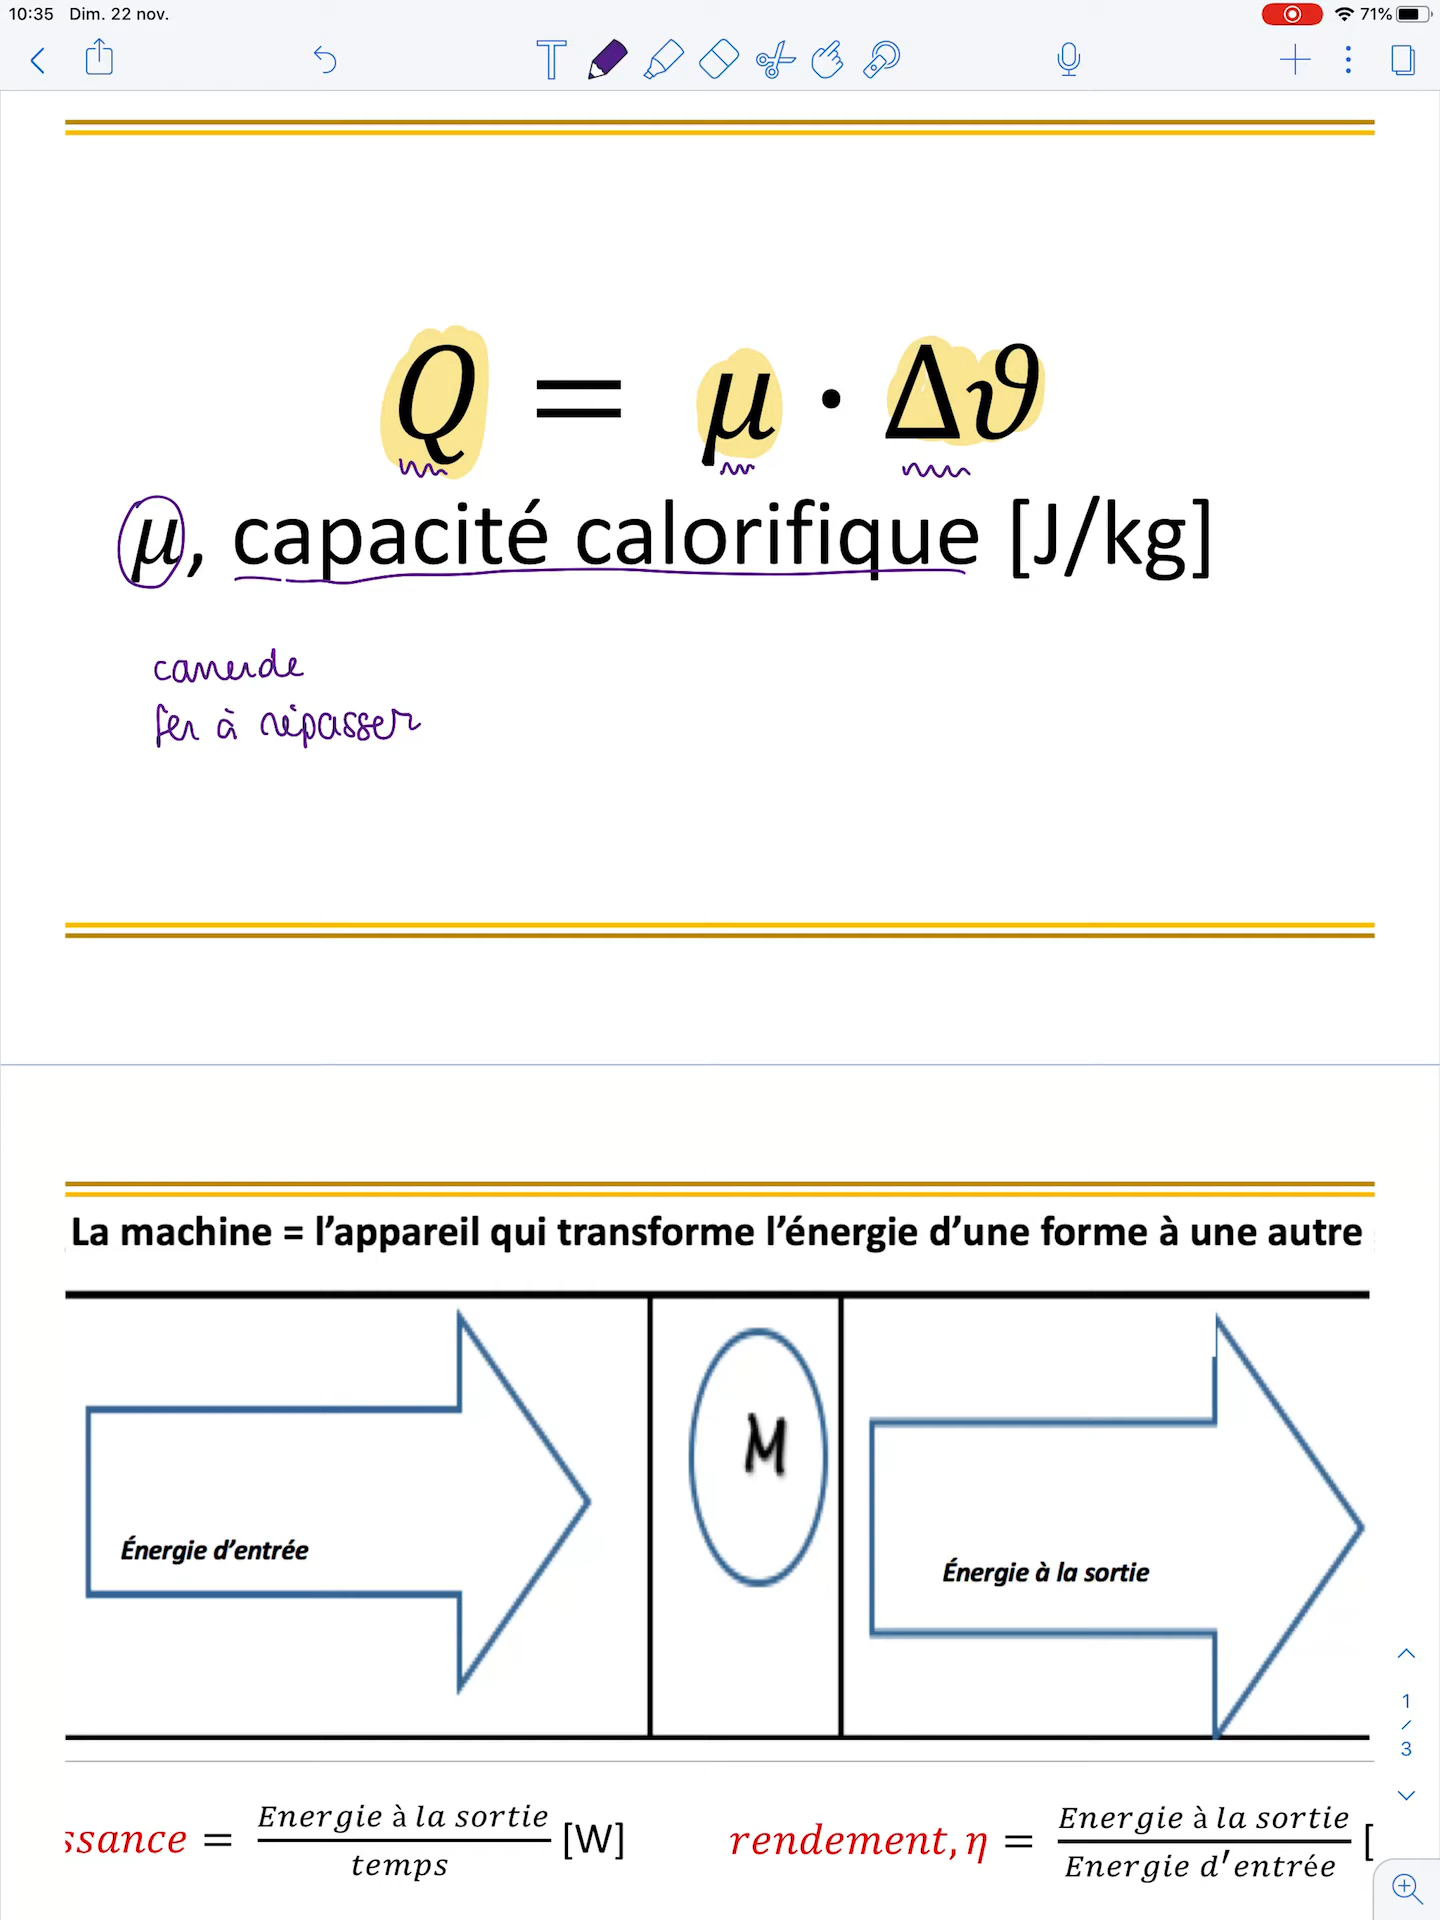 10:35 Dim. 22 nov. 71%
Q = μ · Δϑ
μ, capacité calorifique [J/kg]
fer à répasser
La machine = l’appareil qui transforme l’énergie d’une forme à une autre
M
Énergie d’entrée
Énergie à la sortie
1
/
3
ssance = Energie à la sortie / temps [W]
rendement, η = Energie à la sortie / Energie d'entrée [